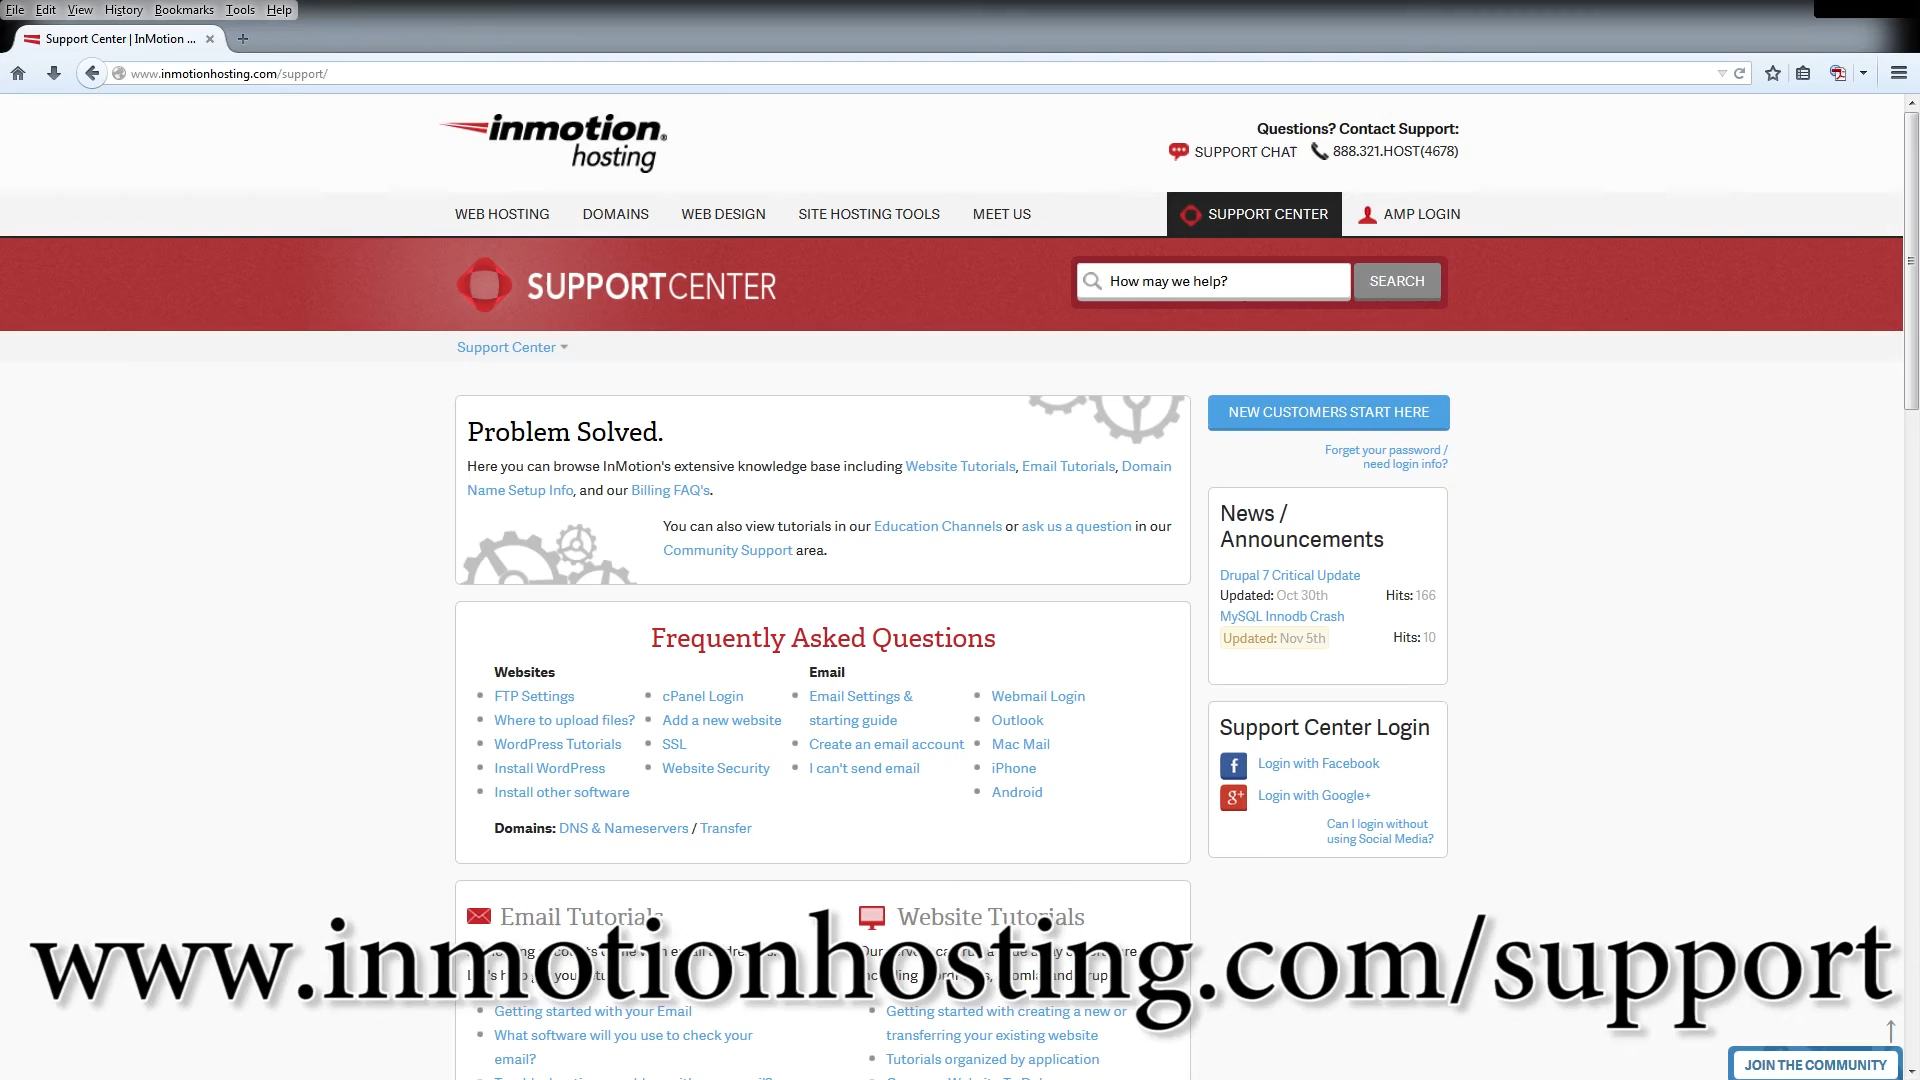 File Edit View History Bookmarks Tools Help
Support Center | InMotion ...
www.inmotionhosting.com/support/
inmotion®
hosting
Questions? Contact Support:
SUPPORT CHAT 888.321.HOST(4678)
WEB HOSTING DOMAINS WEB DESIGN SITE HOSTING TOOLS MEET US SUPPORT CENTER AMP LOGIN
SUPPORTCENTER
How may we help? SEARCH
Support Center
Problem Solved.
Here you can browse InMotion's extensive knowledge base including Website Tutorials, Email Tutorials, Domain
Name Setup Info, and our Billing FAQ's.
You can also view tutorials in our Education Channels or ask us a question in our
Community Support area.
NEW CUSTOMERS START HERE
Forget your password /
need login info?
News /
Announcements
Drupal 7 Critical Update
Updated: Oct 30th Hits: 166
MySQL Innodb Crash
Updated: Nov 5th Hits: 10
Frequently Asked Questions
Websites
FTP Settings
Where to upload files?
WordPress Tutorials
Install WordPress
Install other software
cPanel Login
Add a new website
SSL
Website Security
Email
Email Settings &
starting guide
Create an email account
I can't send email
Webmail Login
Outlook
Mac Mail
iPhone
Android
Domains: DNS & Nameservers / Transfer
Support Center Login
f Login with Facebook
g+ Login with Google+
Can I login without
using Social Media?
Email Tutorials
Website Tutorials
www.inmotionhosting.com/support
Getting started with your Email
What software will you use to check your
email?
Getting started with creating a new or
transferring your existing website
Tutorials organized by application
JOIN THE COMMUNITY